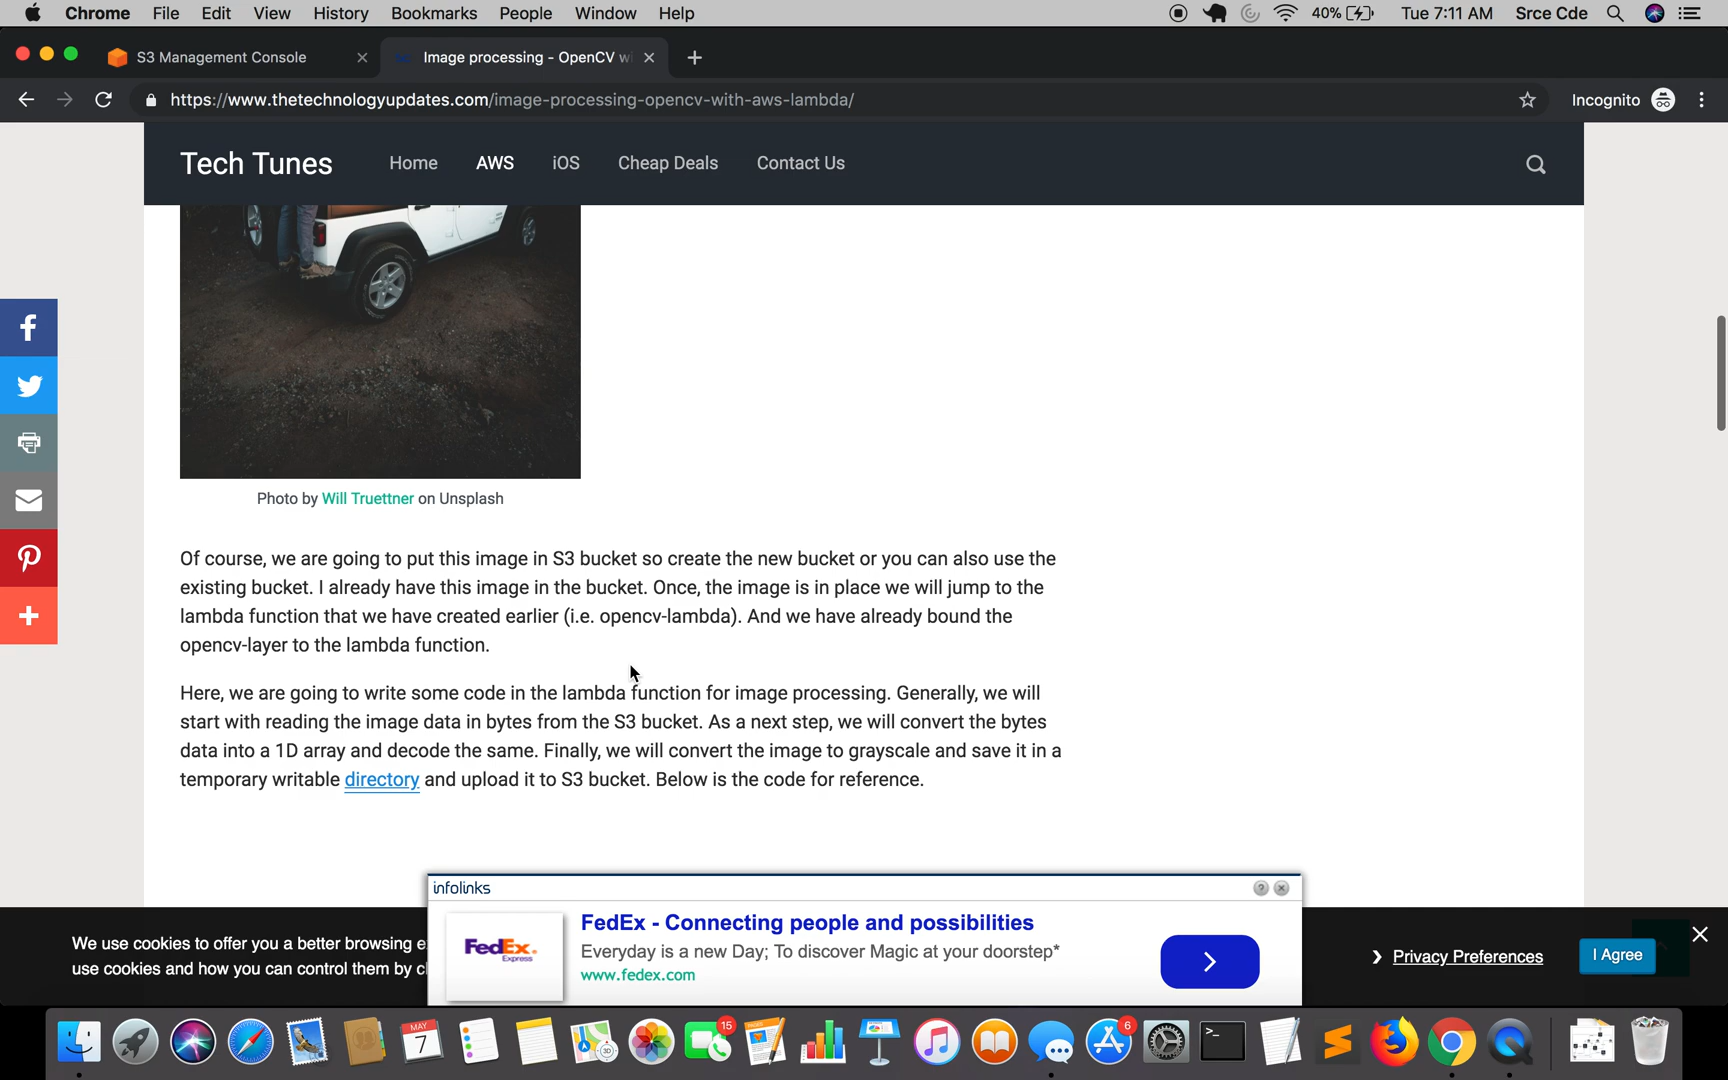 Chrome File Edit View History Bookmarks People Window Help 40% Tue 7:11 AM Srce Cde
S3 Management Console
Image processing - OpenCV wi
https://www.thetechnologyupdates.com/image-processing-opencv-with-aws-lambda/
Incognito
Tech Tunes Home AWS iOS Cheap Deals Contact Us
Photo by Will Truettner on Unsplash
Of course, we are going to put this image in S3 bucket so create the new bucket or you can also use the
existing bucket. I already have this image in the bucket. Once, the image is in place we will jump to the
lambda function that we have created earlier (i.e. opencv-lambda). And we have already bound the
opencv-layer to the lambda function.
Here, we are going to write some code in the lambda function for image processing. Generally, we will
start with reading the image data in bytes from the S3 bucket. As a next step, we will convert the bytes
data into a 1D array and decode the same. Finally, we will convert the image to grayscale and save it in a
temporary writable directory and upload it to S3 bucket. Below is the code for reference.
infolinks
FedEx - Connecting people and possibilities
Everyday is a new Day; To discover Magic at your doorstep*
www.fedex.com
FedEx
Express
We use cookies to offer you a better browsing e
use cookies and how you can control them by cl
Privacy Preferences
I Agree
MAY
7
15
6